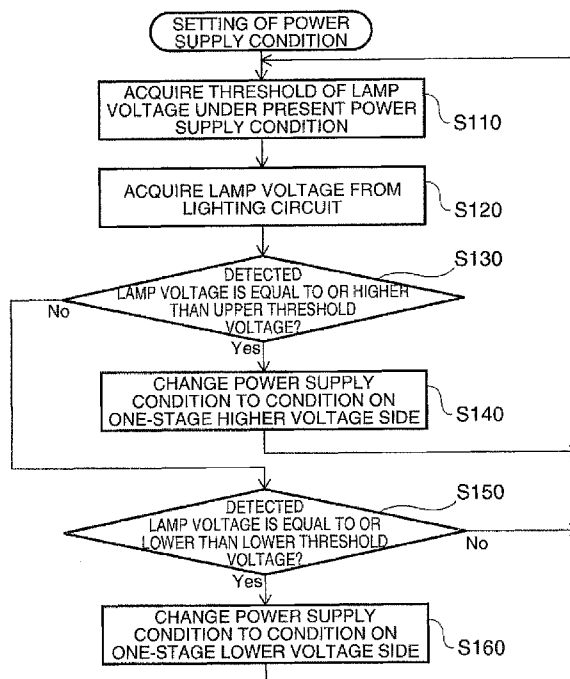 SETTING OF POWER
SUPPLY CONDITION
ACQUIRE THRESHOLD OF LAMP
VOLTAGE UNDER PRESENT POWER
SUPPLY CONDITION
S110
ACQUIRE LAMP VOLTAGE FROM
LIGHTING CIRCUIT
S120
S130
DETECTED
LAMP VOLTAGE IS EQUAL TO OR HIGHER
THAN UPPER THRESHOLD
VOLTAGE?
No
Yes
CHANGE POWER SUPPLY
CONDITION TO CONDITION ON
ONE-STAGE HIGHER VOLTAGE SIDE
S140
S150
DETECTED
LAMP VOLTAGE IS EQUAL TO OR
LOWER THAN LOWER THRESHOLD
VOLTAGE?
No
Yes
CHANGE POWER SUPPLY
CONDITION TO CONDITION ON
ONE-STAGE LOWER VOLTAGE SIDE
S160